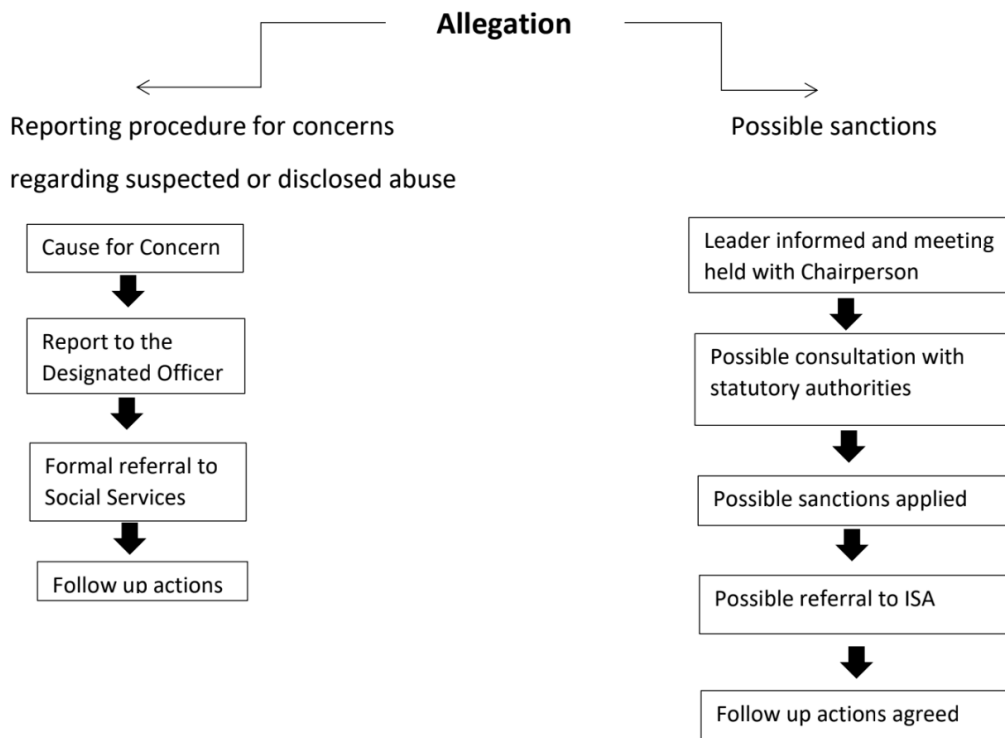 Allegation
Reporting procedure for concerns
regarding suspected or disclosed abuse
Cause for Concern
Report to the
Designated Officer
Formal referral to
Social Services
Follow up actions
Possible sanctions
Leader informed and meeting
held with Chairperson
Possible consultation with
statutory authorities
Possible sanctions applied
Possible referral to ISA
Follow up actions agreed